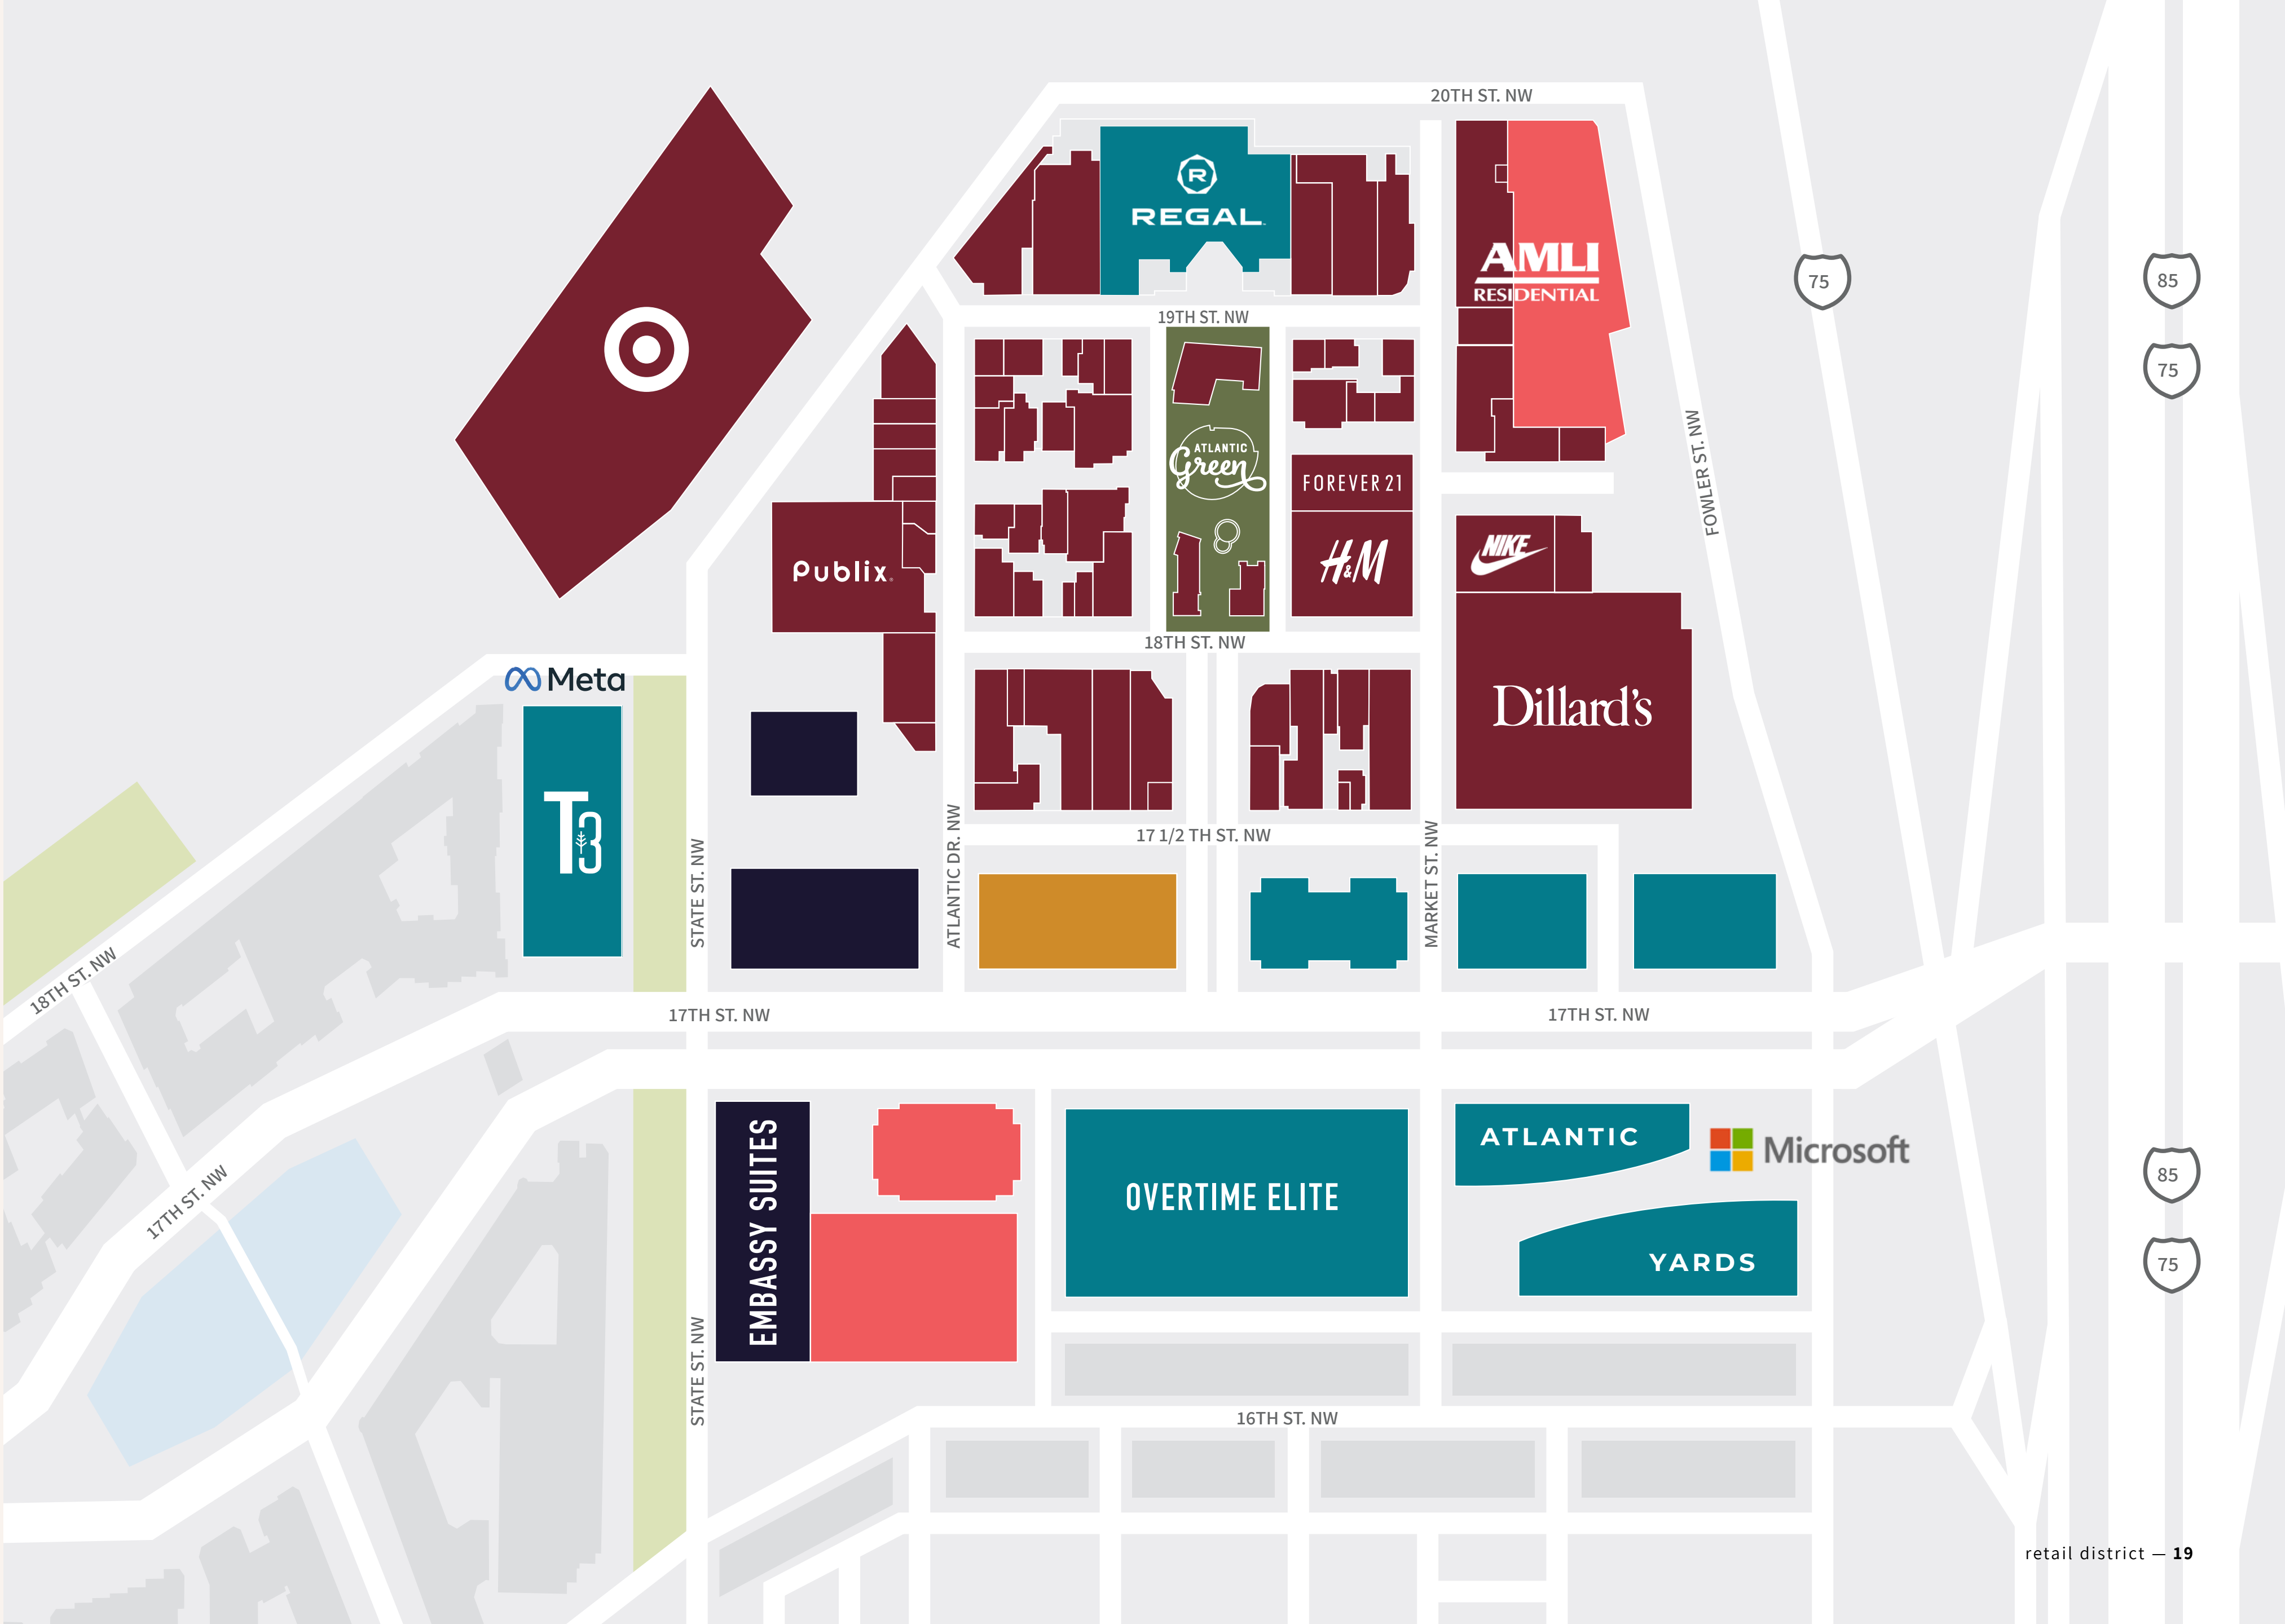 20TH ST. NW
R
REGAL
AMLI
RESIDENTIAL
75
85
75
19TH ST. NW
ATLANTIC
Green
FOREVER 21
FOWLER ST. NW
Publix.
H&M
NIKE
18TH ST. NW
Meta
Dillard's
T3
STATE ST. NW
ATLANTIC DR. NW
17 1/2 TH ST. NW
MARKET ST. NW
18TH ST. NW
17TH ST. NW
17TH ST. NW
17TH ST. NW
EMBASSY SUITES
OVERTIME ELITE
ATLANTIC
Microsoft
YARDS
85
75
STATE ST. NW
16TH ST. NW
retail district — 19